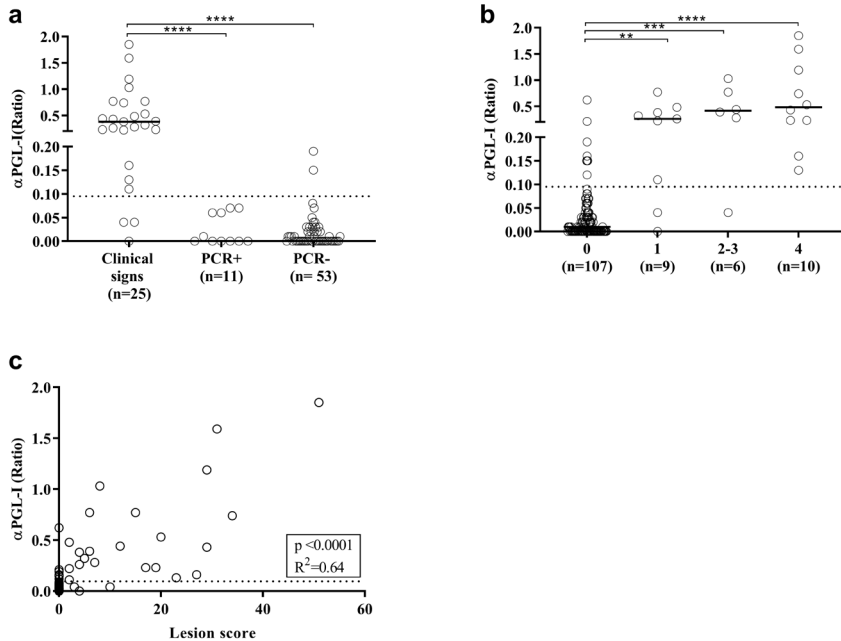 a
****
****
αPGL-I(Ratio)
2.0
1.5
1.0
0.5
0.20
0.15
0.10
0.05
0.00
Clinical PCR+ PCR-
signs (n=11) (n= 53)
(n=25)
b
****
***
**
αPGL-I (Ratio)
2.0
1.5
1.0
0.5
0.20
0.15
0.10
0.05
0.00
0 1 2-3 4
(n=107) (n=9) (n=6) (n=10)
c
αPGL-I (Ratio)
2.0
1.5
1.0
0.5
0.0
p <0.0001
R²=0.64
0 20 40 60
Lesion score